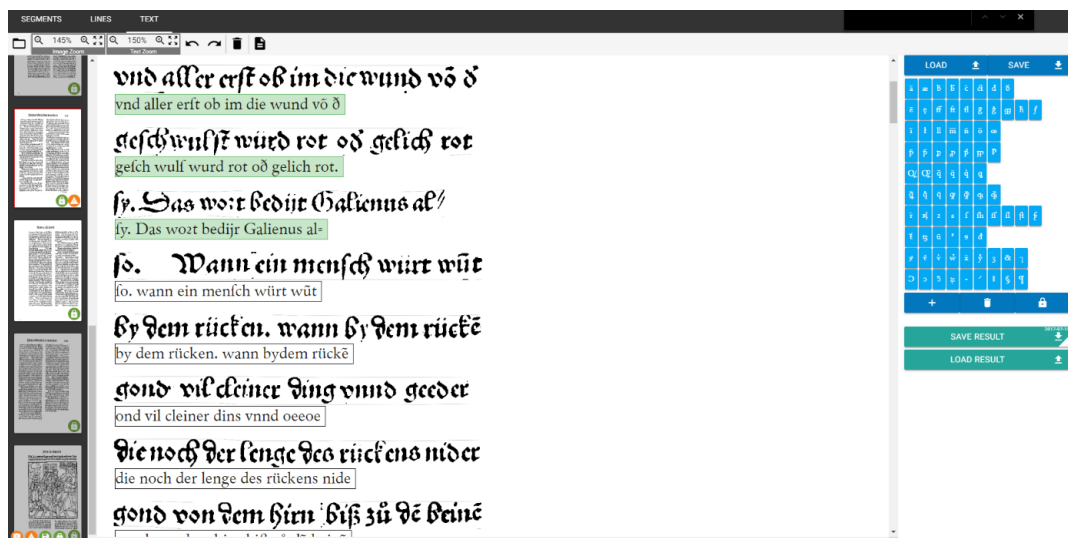 SEGMENTS LINES TEXT
145% 150%
Image Zoom Text Zoom
vnd aller erſt ob im die wund vō ð
vnd aller erſt ob im die wund vō ð
geſchwulſt würd rot oð gelich rot
geſch wulſ wurd rot oð gelich rot.
ſy. Das woꝛt bedüt Galienus al⸗
ſy. Das woꝛt bedijr Galienus al⸗
ſo. Wann ein menſch würt wūt
ſo. wann ein menſch würt wūt
by dem rücken. wann by dem rückē
by dem rücken. wann bydem rückē
gond vil cleiner ding vnnd geeder
ond vil cleiner dins vnnd oeeoe
die noch der lenge des rückens nider
die noch der lenge des rückens nide
gond von dem hirn biß zů dē beinē
LOAD SAVE
SAVE RESULT
LOAD RESULT